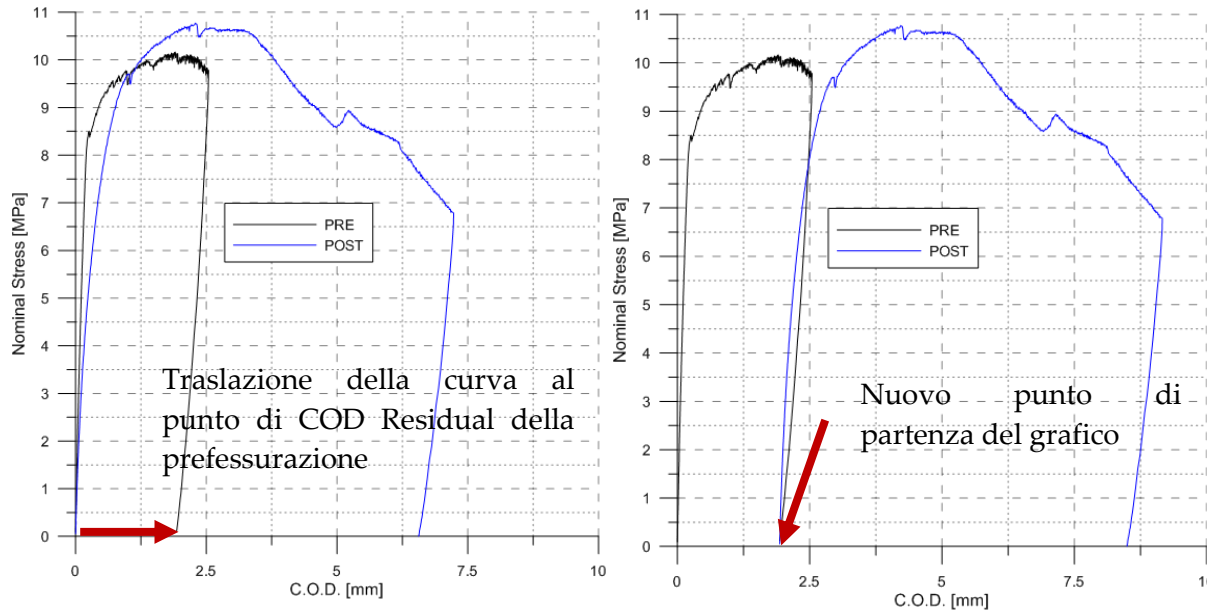 11
10
9
8
7
6
5
4
3
2
1
0
Nominal Stress [MPa]
PRE
POST
Traslazione della curva al
punto di COD Residual della
prefessurazione
0
2.5
5
7.5
10
C.O.D. [mm]
11
10
9
8
7
6
5
4
3
2
1
0
Nominal Stress [MPa]
PRE
POST
Nuovo punto di
partenza del grafico
0
2.5
5
7.5
10
C.O.D. [mm]